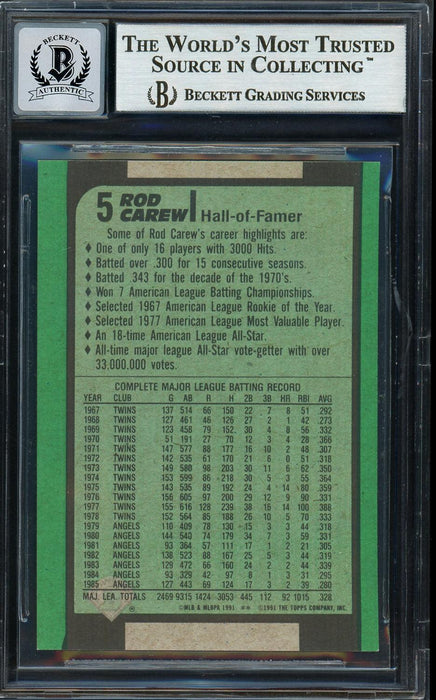 BECKETT
B
AUTHENTIC
THE WORLD'S MOST TRUSTED
SOURCE IN COLLECTING™
B BECKETT GRADING SERVICES
5 ROD CAREW Hall-of-Famer
Some of Rod Carew's career highlights are:
♦ One of only 16 players with 3000 Hits.
♦ Batted over .300 for 15 consecutive seasons.
♦ Batted .343 for the decade of the 1970's.
♦ Won 7 American League Batting Championships.
♦ Selected 1967 American League Rookie of the Year.
♦ Selected 1977 American League Most Valuable Player.
♦ An 18-time American League All-Star.
♦ All-time major league All-Star vote-getter with over
33,000,000 votes.
COMPLETE MAJOR LEAGUE BATTING RECORD
YEAR CLUB G AB R H 2B 3B HR RBI AVG
1967 TWINS 137 514 66 150 22 7 8 51 .292
1968 TWINS 127 461 46 126 27 2 1 42 .273
1969 TWINS 123 458 79 152 30 4 8 56 .332
1970 TWINS 51 191 27 70 12 3 4 28 .366
1971 TWINS 147 577 88 177 16 10 2 48 .307
1972 TWINS 142 535 61 170 21 6 0 51 .318
1973 TWINS 149 580 98 203 30 11 6 62 .350
1974 TWINS 153 599 86 218 30 5 3 55 .364
1975 TWINS 143 535 89 192 24 4 14 80 .359
1976 TWINS 156 605 97 200 29 12 9 90 .331
1977 TWINS 155 616 128 239 38 16 14 100 .388
1978 TWINS 152 564 85 188 26 10 5 70 .333
1979 ANGELS 110 409 78 130 15 3 3 44 .318
1980 ANGELS 144 540 74 179 34 7 3 59 .331
1981 ANGELS 93 364 57 111 17 1 2 21 .305
1982 ANGELS 138 523 88 167 25 5 3 44 .319
1983 ANGELS 129 472 66 160 24 2 2 44 .339
1984 ANGELS 93 329 42 97 8 1 3 31 .295
1985 ANGELS 127 443 69 124 17 3 2 39 .280
MAJ. LEA. TOTALS 2469 9315 1424 3053 445 112 92 1015 .328
® ©MLB & MLBPA 1991 ** ©1991 THE TOPPS COMPANY, INC.